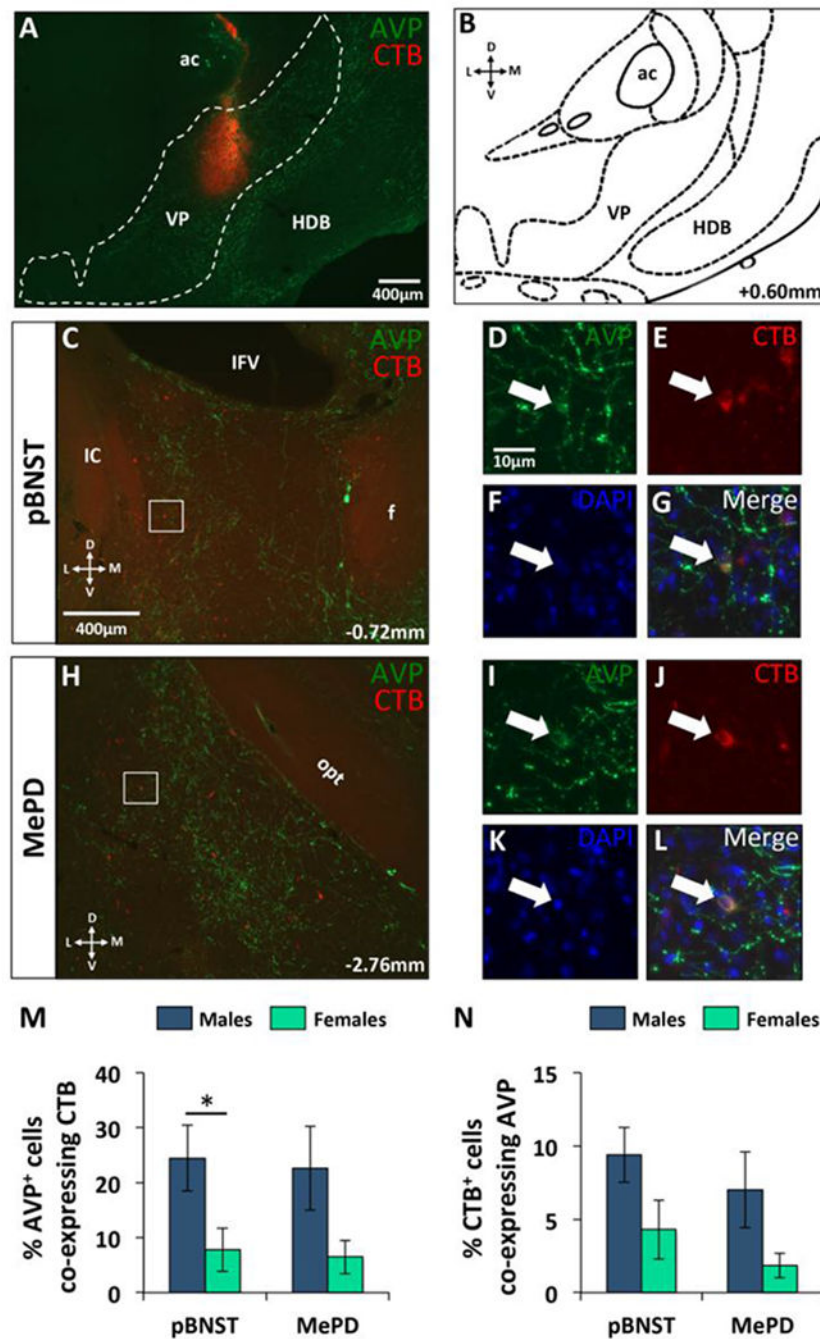 A
AVP
CTB
ac
VP
HDB
400µm
B
D
L M
V
ac
VP
HDB
+0.60mm
pBNST
C
AVP
CTB
IFV
IC
f
D
L M
V
400µm
-0.72mm
D
AVP
10µm
E
CTB
F
DAPI
G
Merge
MePD
H
AVP
CTB
opt
D
L M
V
-2.76mm
I
AVP
J
CTB
K
DAPI
L
Merge
M
Males
Females
% AVP+ cells
co-expressing CTB
40
30
20
10
0
*
pBNST
MePD
N
Males
Females
% CTB+ cells
co-expressing AVP
15
10
5
0
pBNST
MePD